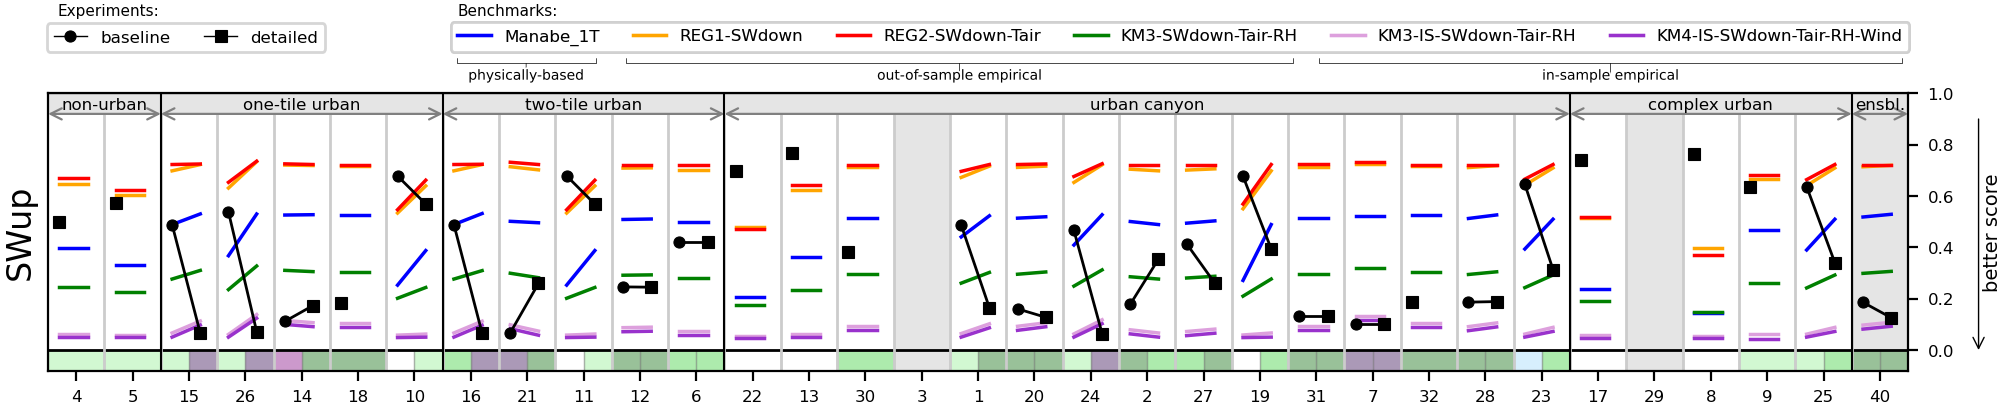 Experiments:
Benchmarks:
baseline detailed
Manabe_1T REG1-SWdown REG2-SWdown-Tair KM3-SWdown-Tair-RH KM3-IS-SWdown-Tair-RH KM4-IS-SWdown-Tair-RH-Wind
physically-based out-of-sample empirical in-sample empirical
non-urban one-tile urban two-tile urban urban canyon complex urban ensbl.
1.0
0.8
0.6
0.4
0.2
0.0
SWup
better score
4 5 15 26 14 18 10 16 21 11 12 6 22 13 30 3 1 20 24 2 27 19 31 7 32 28 23 17 29 8 9 25 40